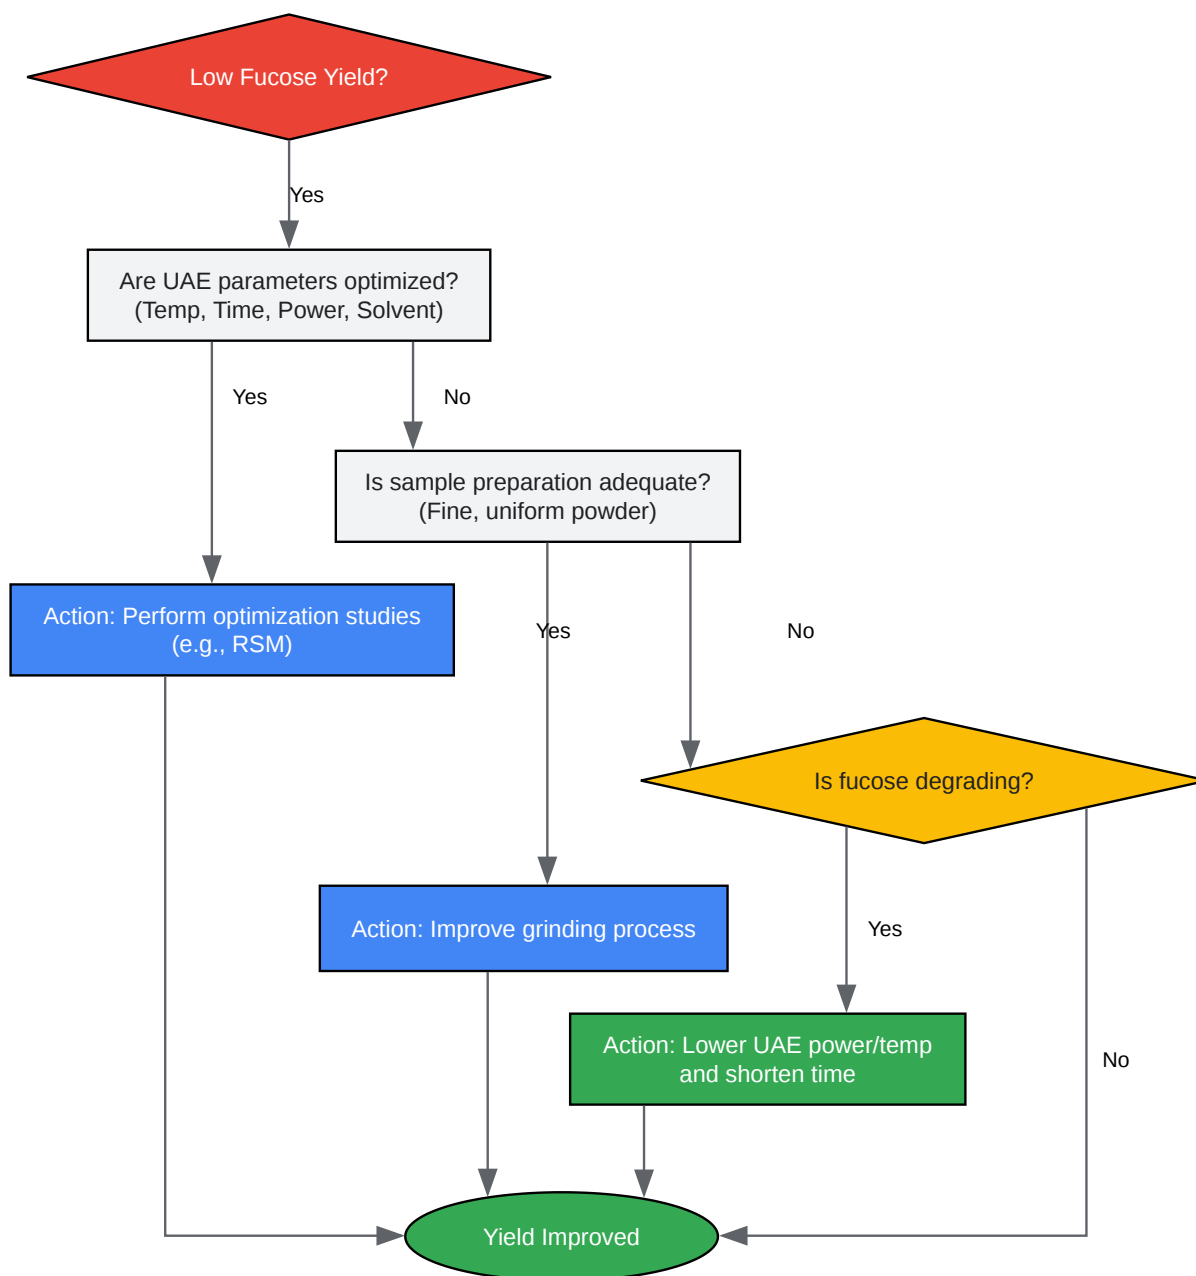 Low Fucose Yield?
Yes
Are UAE parameters optimized?
(Temp, Time, Power, Solvent)
Yes
No
Is sample preparation adequate?
(Fine, uniform powder)
Action: Perform optimization studies
(e.g., RSM)
Yes
No
Is fucose degrading?
Action: Improve grinding process
Yes
Action: Lower UAE power/temp
and shorten time
No
Yield Improved